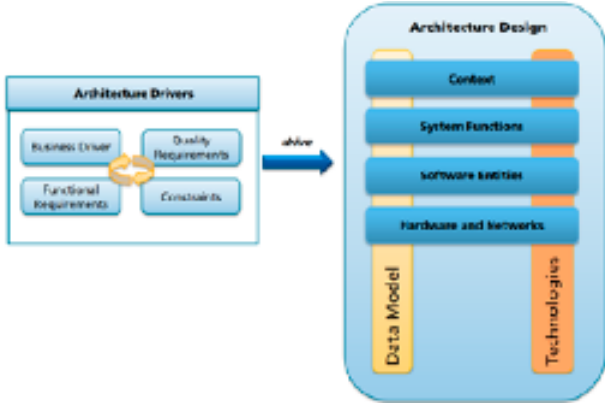 Architecture Drivers
Business Driver
Quality
Requirements
Functional
Requirements
Constraints
drive
Architecture Design
Context
System Functions
Software Entities
Hardware and Networks
Data Model
Technologies